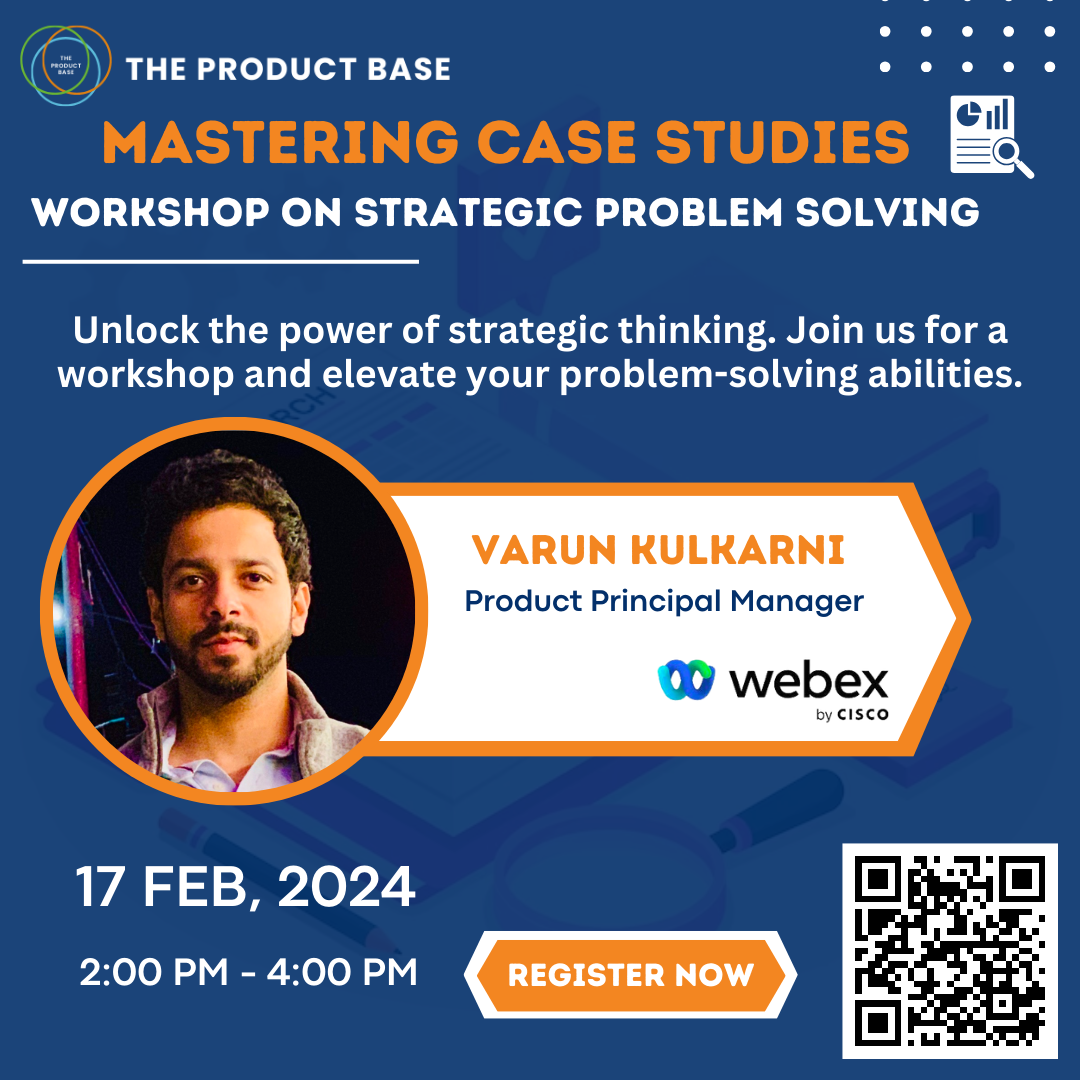 THE
PRODUCT
BASE
THE PRODUCT BASE
MASTERING CASE STUDIES
WORKSHOP ON STRATEGIC PROBLEM SOLVING
Unlock the power of strategic thinking. Join us for a
workshop and elevate your problem-solving abilities.
RCH
VARUN KULKARNI
Product Principal Manager
webex
by CISCO
17 FEB, 2024
2:00 PM - 4:00 PM
REGISTER NOW